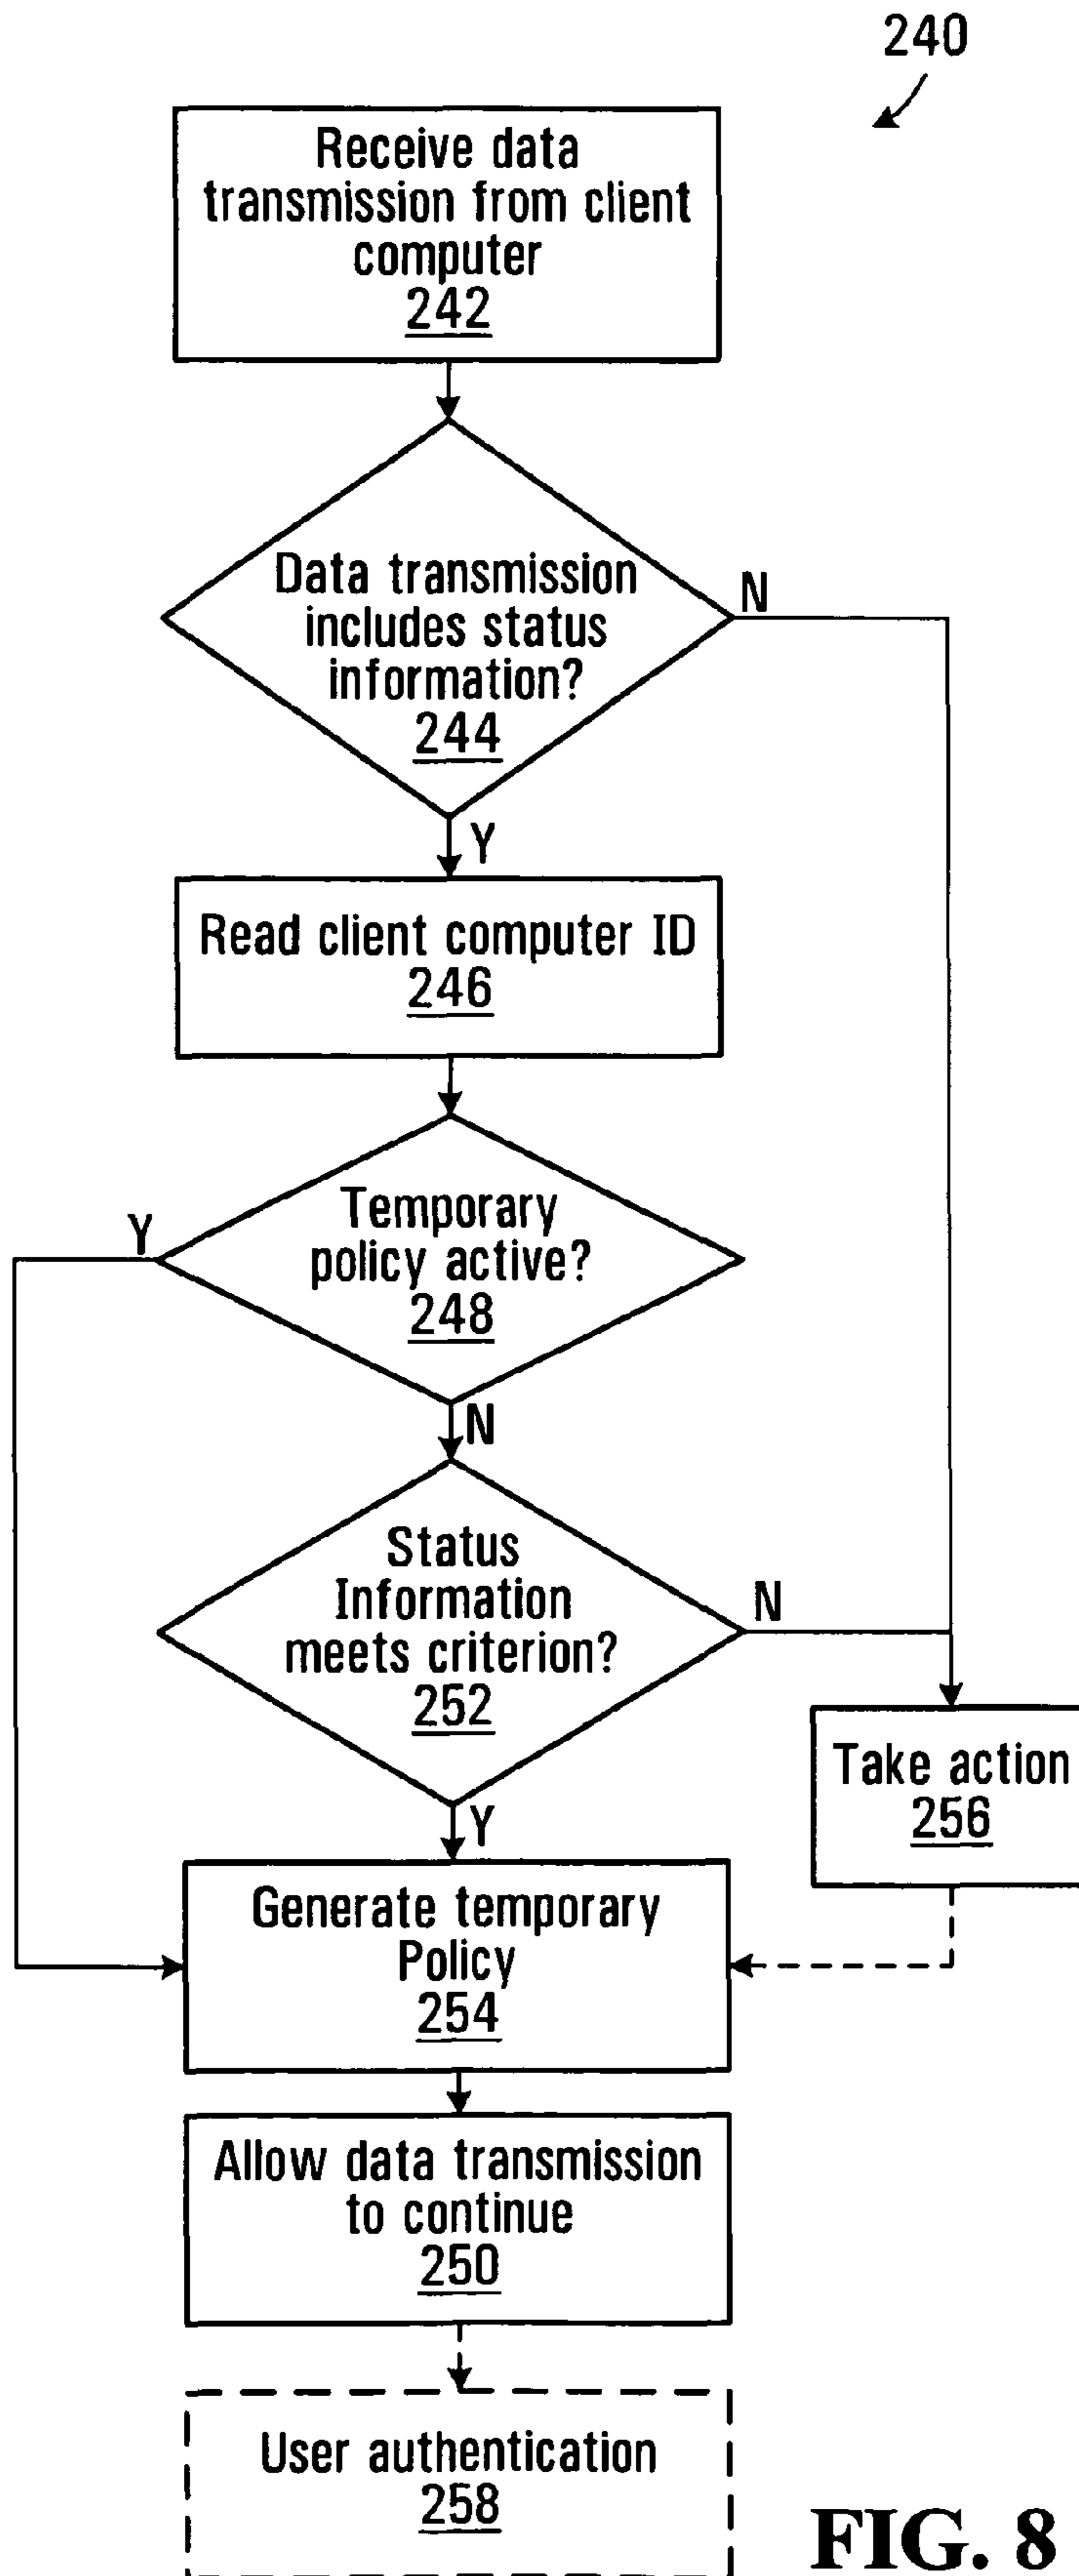 240
Receive data
transmission from client
computer
242
Data transmission
includes status
information?
244
N
Y
Read client computer ID
246
Temporary
policy active?
248
Y
N
Status
Information
meets criterion?
252
N
Y
Take action
256
Generate temporary
Policy
254
Allow data transmission
to continue
250
User authentication
258
FIG. 8